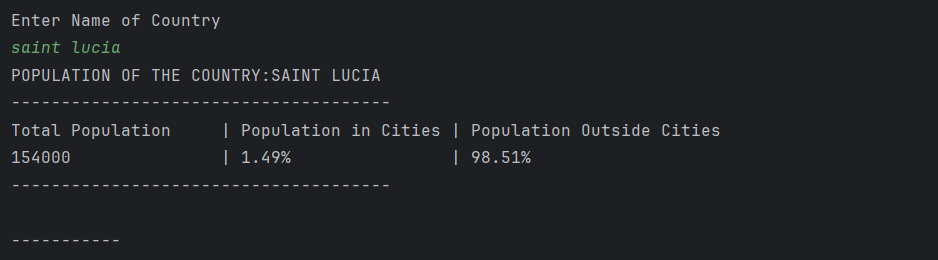 Enter Name of Country
saint lucia
POPULATION OF THE COUNTRY:SAINT LUCIA
--------------------------------------
Total Population     | Population in Cities | Population Outside Cities
154000               | 1.49%                | 98.51%
--------------------------------------

-----------